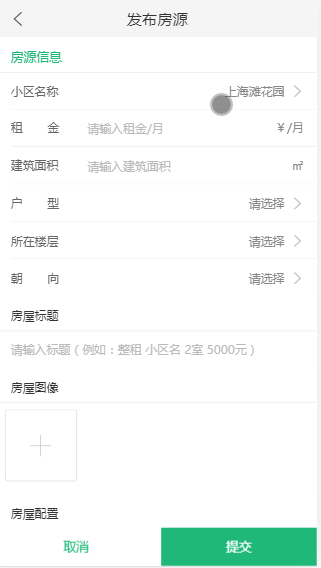 发布房源
房源信息
小区名称 上海滩花园
租 金 请输入租金/月 ￥/月
建筑面积 请输入建筑面积 ㎡
户 型 请选择
所在楼层 请选择
朝 向 请选择
房屋标题
请输入标题（例如：整租 小区名 2室 5000元）
房屋图像
房屋配置
取消 提交